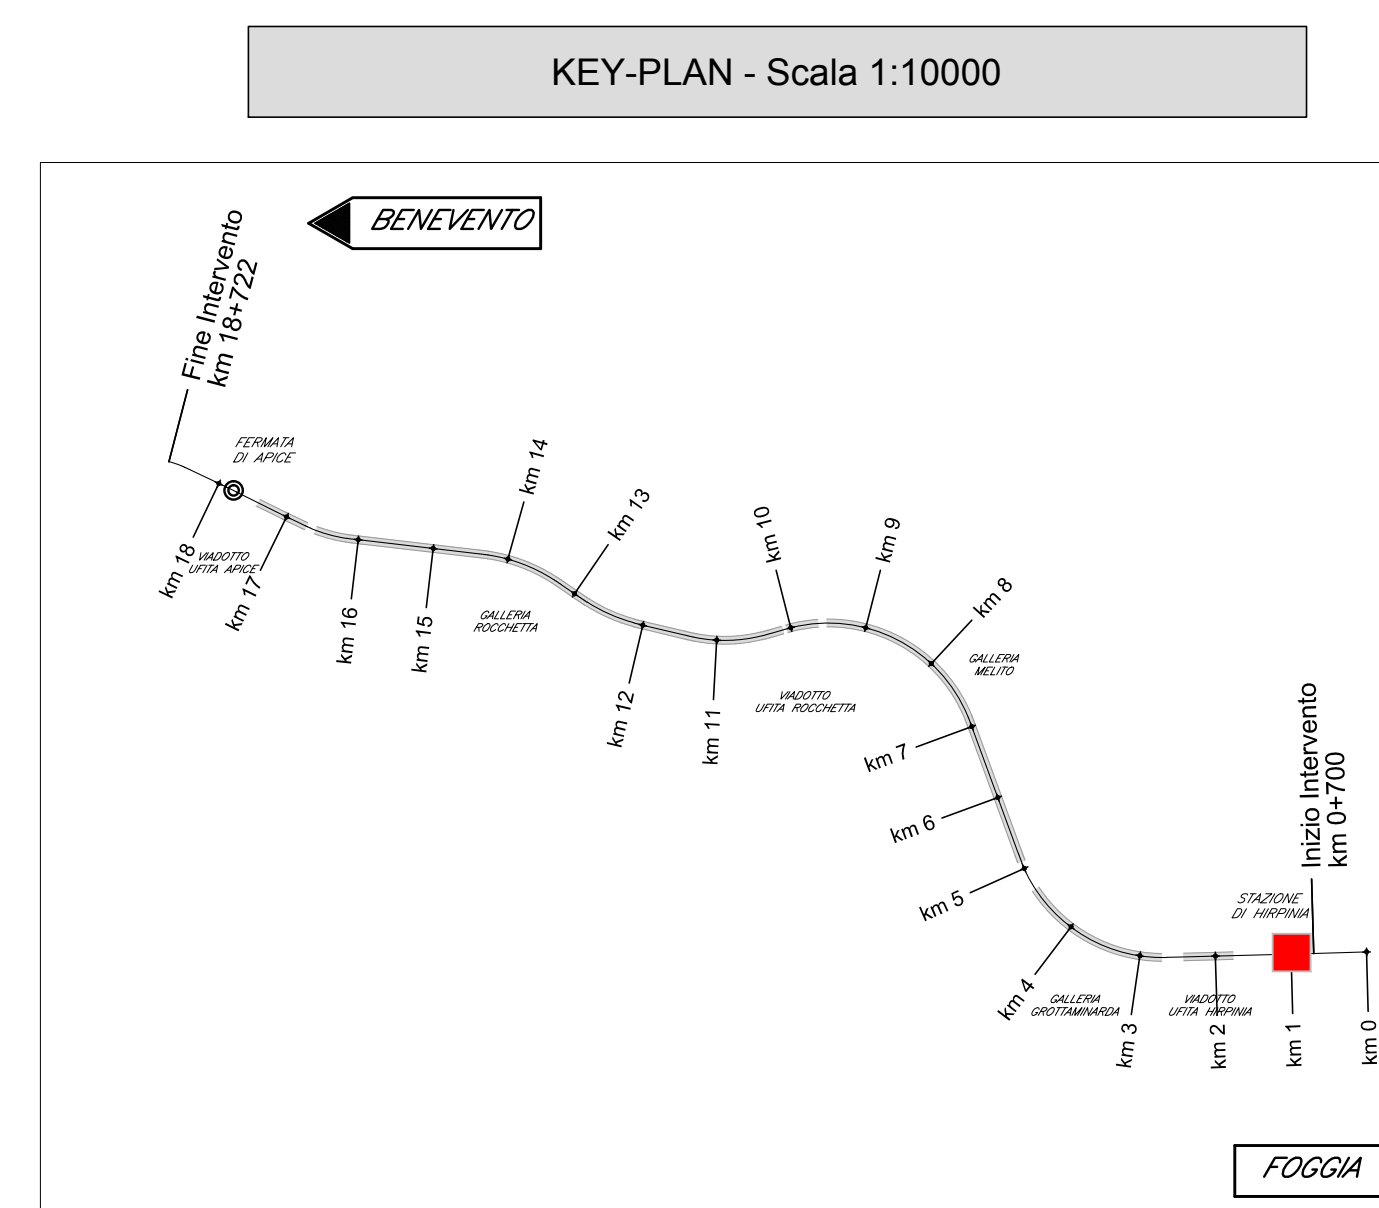 KEY-PLAN - Scala 1:10000
BENEVENTO
Fine Intervento
km 18+722
FERMATA
DI APICE
km 18
VIADOTTO
UFITA APICE
km 17
km 16
km 15
km 14
GALLERIA
ROCCHETTA
km 13
km 12
km 11
km 10
VIADOTTO
UFITA ROCCHETTA
km 9
km 8
GALLERIA
MELITO
km 7
km 6
km 5
km 4
GALLERIA
GROTTAMINARDA
km 3
VIADOTTO
UFITA HIRPINIA
km 2
STAZIONE
DI HIRPINIA
Inizio Intervento
km 0+700
km 1
km 0
FOGGIA